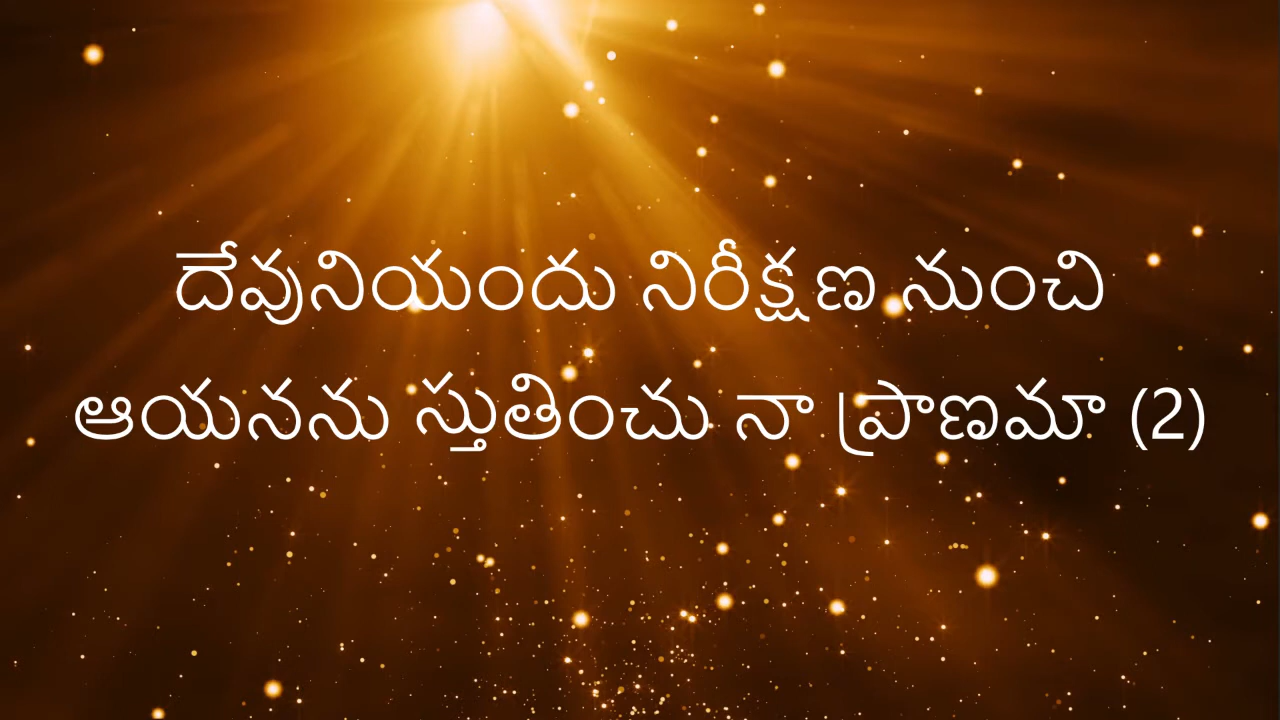 దేవునియందు నిరీక్షణ నుంచి
ఆయనను స్తుతించు నా ప్రాణమా (2)